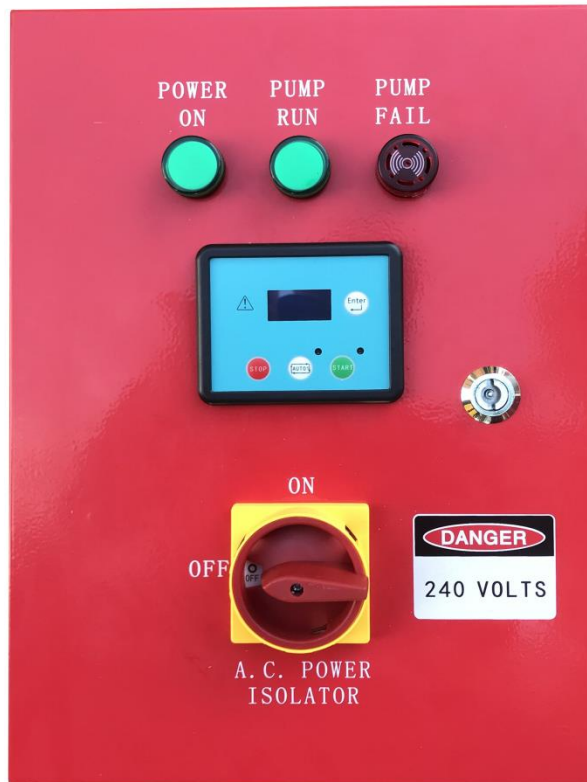 POWER
ON
PUMP
RUN
PUMP
FAIL
Enter
STOP
AUTO
START
ON
OFF
OFF
DANGER
240 VOLTS
A.C. POWER
ISOLATOR